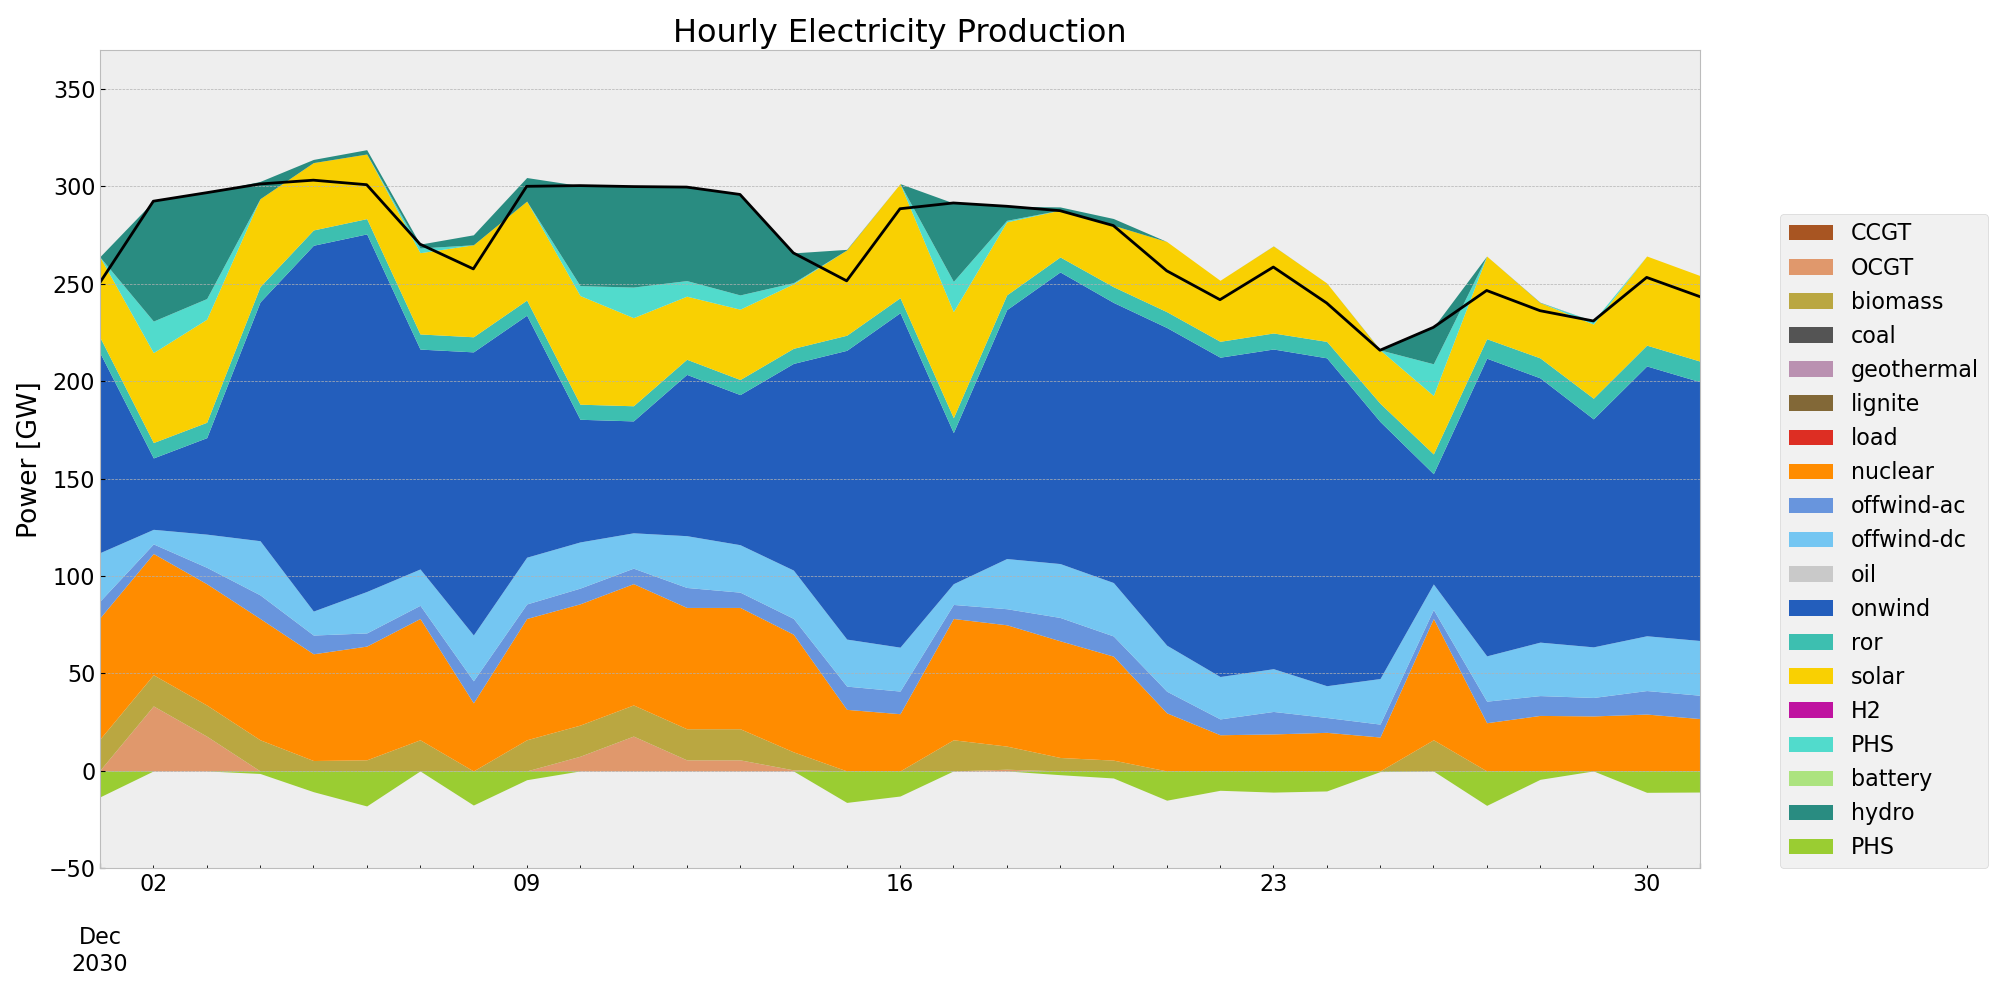 Hourly Electricity Production
Power [GW]
350
300
250
200
150
100
50
0
−50
02
09
16
23
30
Dec
2030
CCGT
OCGT
biomass
coal
geothermal
lignite
load
nuclear
offwind-ac
offwind-dc
oil
onwind
ror
solar
H2
PHS
battery
hydro
PHS